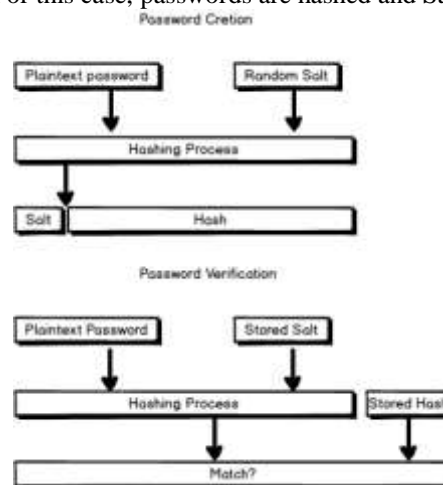 of this case, passwords are hashed and
Password Cretion
Plaintext password
Random Salt
Hashing Process
Salt
Hash
Password Verification
Plaintext Password
Stored Salt
Hashing Process
Stored Hash
Match?